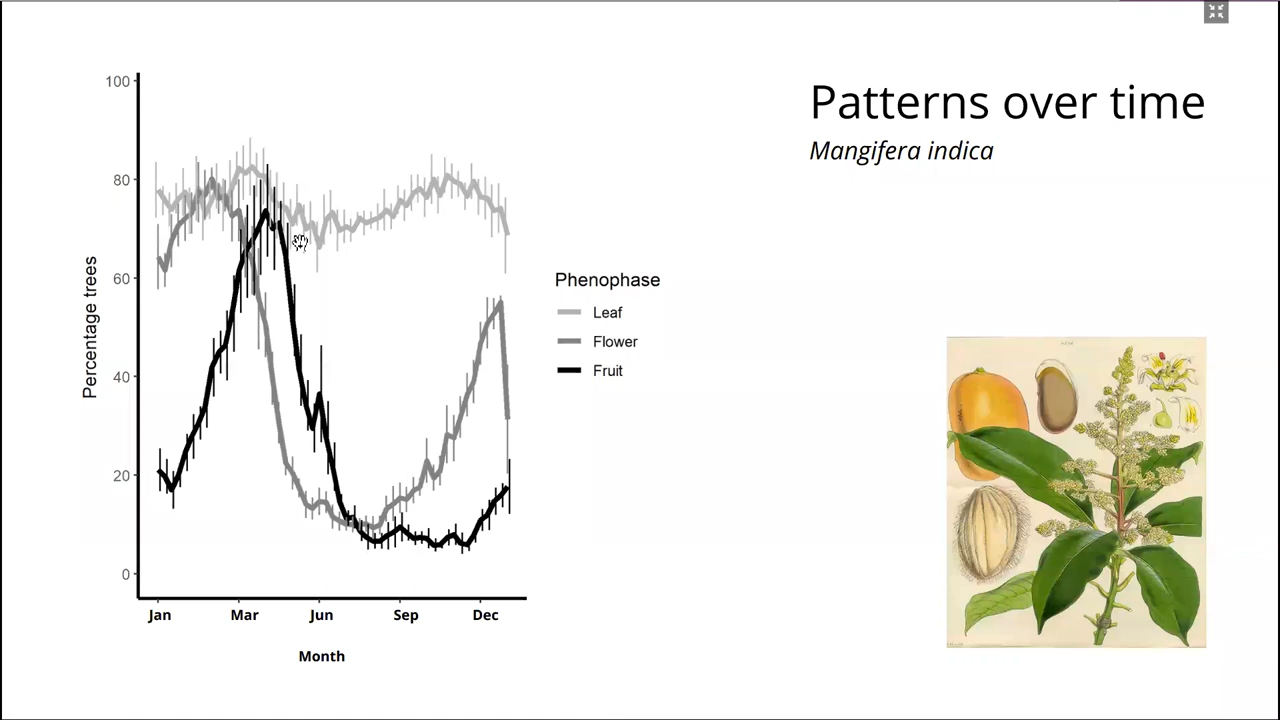 Patterns over time
Mangifera indica
Percentage trees
100
80
60
40
20
0
Jan Mar Jun Sep Dec
Month
Phenophase
Leaf
Flower
Fruit